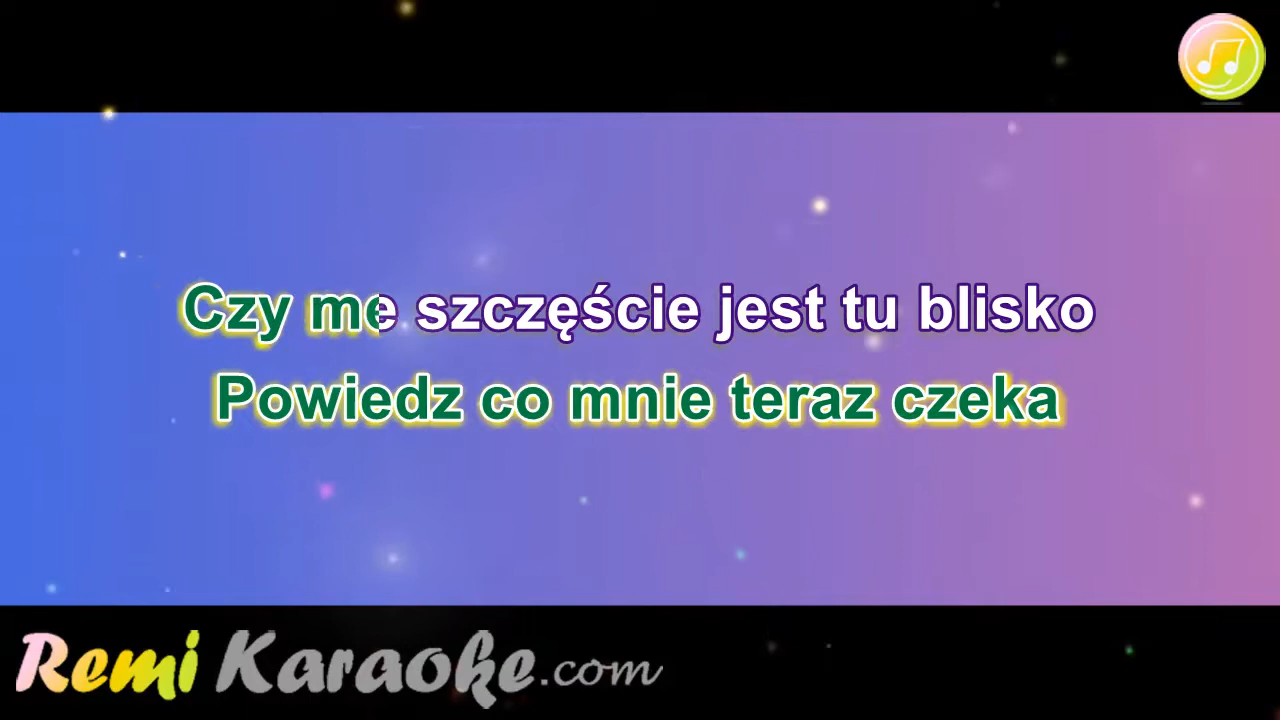 Czy me szczęście jest tu blisko
Powiedz co mnie teraz czeka
Remi Karaoke.com